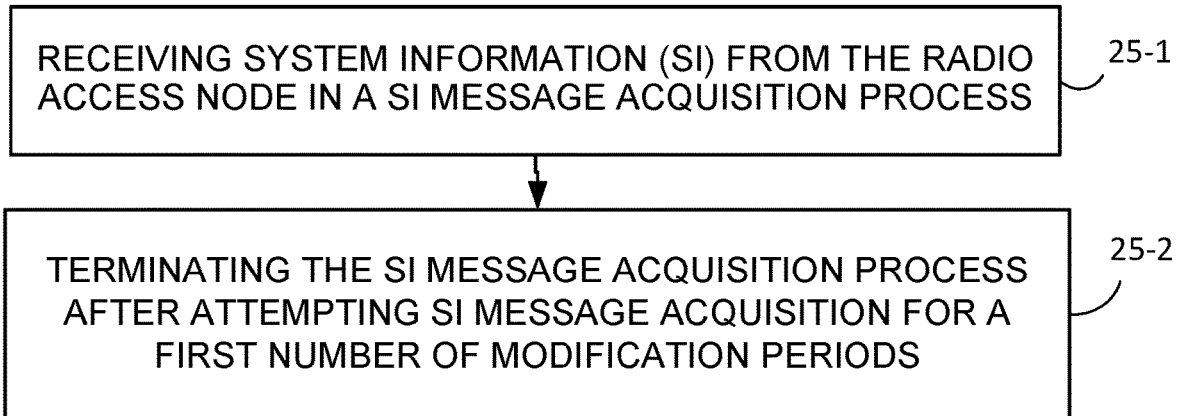 RECEIVING SYSTEM INFORMATION (SI) FROM THE RADIO
ACCESS NODE IN A SI MESSAGE ACQUISITION PROCESS
25-1
TERMINATING THE SI MESSAGE ACQUISITION PROCESS
AFTER ATTEMPTING SI MESSAGE ACQUISITION FOR A
FIRST NUMBER OF MODIFICATION PERIODS
25-2